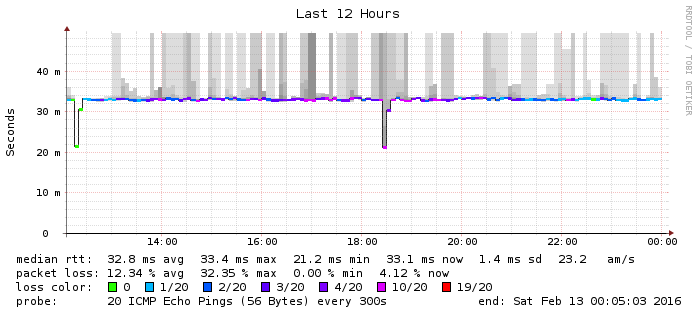 Last 12 Hours
RRDTOOL / TOBI OETIKER
Seconds
40 m
30 m
20 m
10 m
0
14:00 16:00 18:00 20:00 22:00 00:00
median rtt: 32.8 ms avg 33.4 ms max 21.2 ms min 33.1 ms now 1.4 ms sd 23.2 am/s
packet loss: 12.34 % avg 32.35 % max 0.00 % min 4.12 % now
loss color: 0 1/20 2/20 3/20 4/20 10/20 19/20
probe: 20 ICMP Echo Pings (56 Bytes) every 300s end: Sat Feb 13 00:05:03 2016